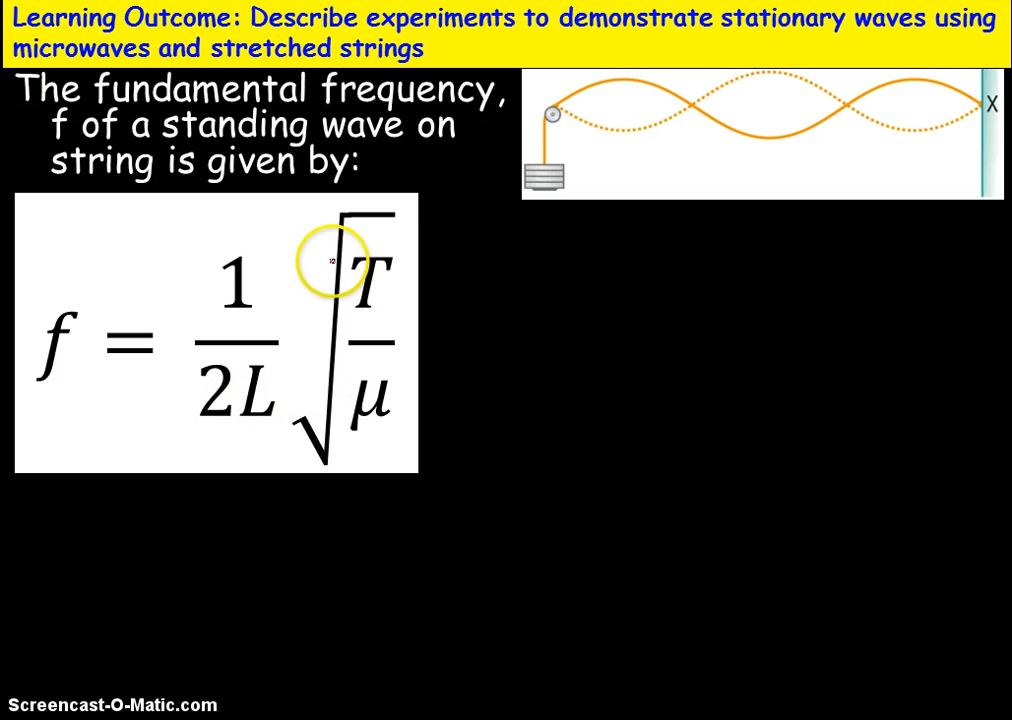 Learning Outcome: Describe experiments to demonstrate stationary waves using
microwaves and stretched strings
The fundamental frequency,
f of a standing wave on
string is given by:
X
f = 1/2L √T/μ
12
Screencast-O-Matic.com